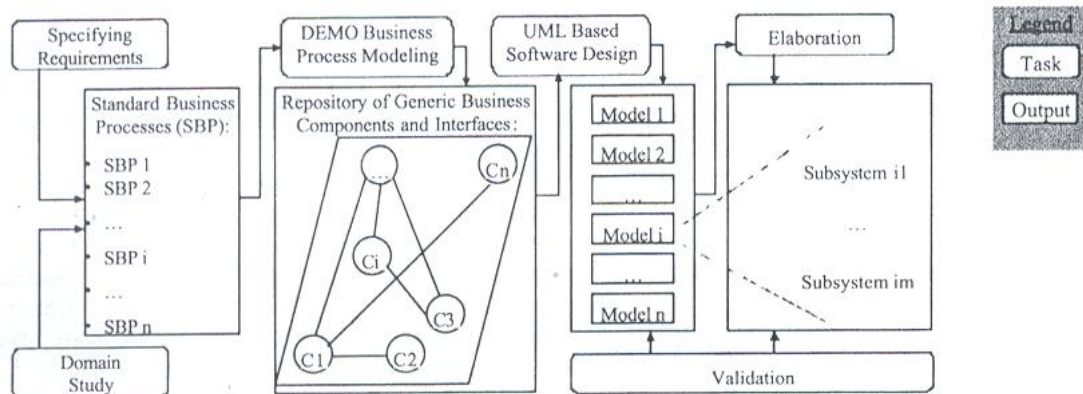 Specifying
Requirements
DEMO Business
Process Modeling
UML Based
Software Design
Elaboration
Legend
Task
Output
Standard Business
Processes (SBP):
SBP 1
SBP 2
...
SBP i
...
SBP n
Repository of Generic Business
Components and Interfaces:
...
Cn
Ci
C3
C1
C2
Model 1
Model 2
...
Model i
...
Model n
Subsystem i1
...
Subsystem im
Domain
Study
Validation